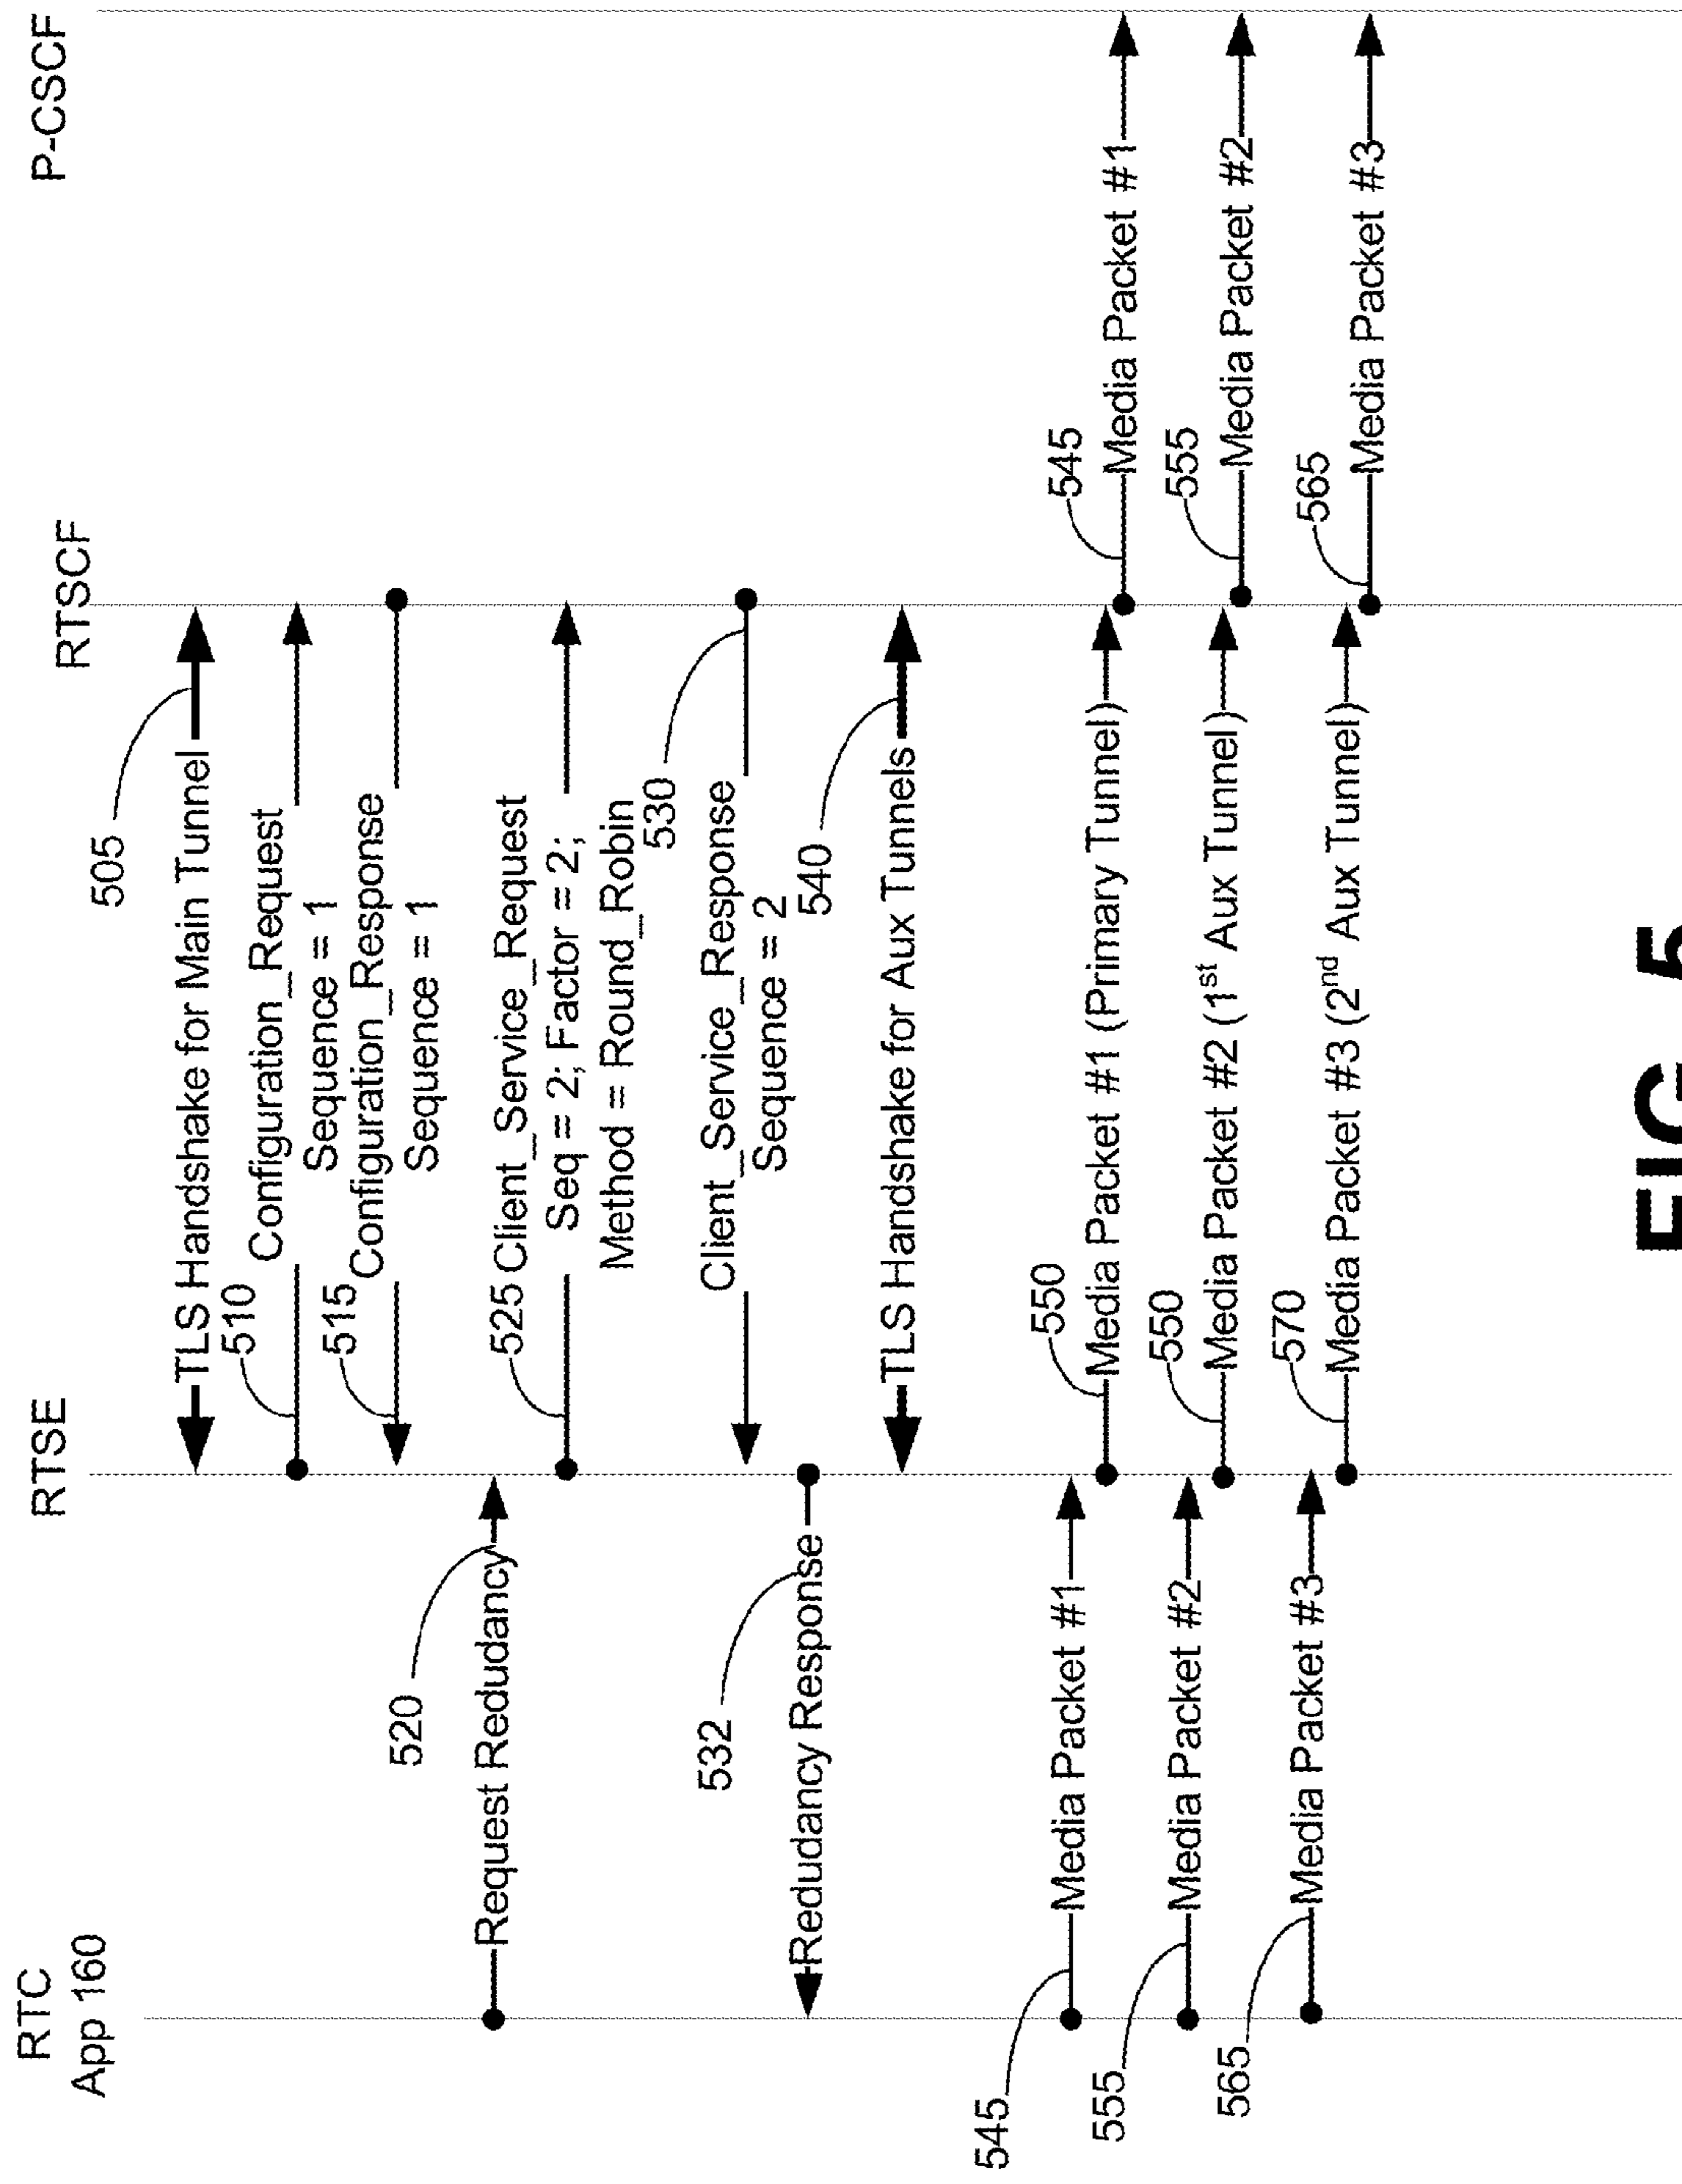 RTC
App 160
RTSE
RTSCF
P-CSCF
505
TLS Handshake for Main Tunnel
510
Configuration_Request
Sequence = 1
515
Configuration_Response
Sequence = 1
520
Request Redudancy
525
Client_Service_Request
Seq = 2; Factor = 2;
Method = Round_Robin
530
Client_Service_Response
Sequence = 2
532
Redudancy Response
540
TLS Handshake for Aux Tunnels
545
Media Packet #1
550
Media Packet #1 (Primary Tunnel)
545
Media Packet #1
555
Media Packet #2
550
Media Packet #2 (1st Aux Tunnel)
555
Media Packet #2
565
Media Packet #3
570
Media Packet #3 (2nd Aux Tunnel)
565
Media Packet #3
FIG. 5